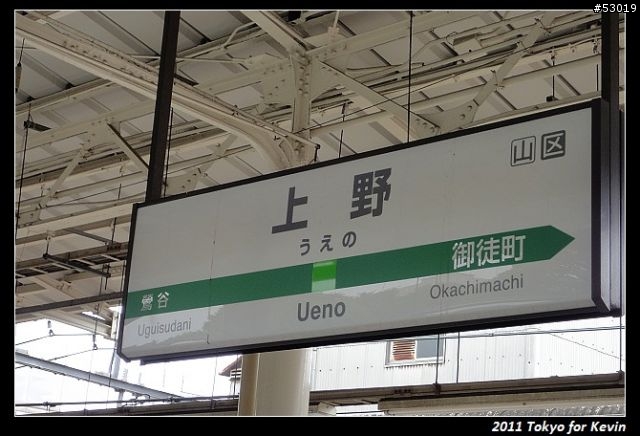 #53019
山 区
上野
うえの
鶯谷
御徒町
Uguisudani
Ueno
Okachimachi
2011 Tokyo for Kevin